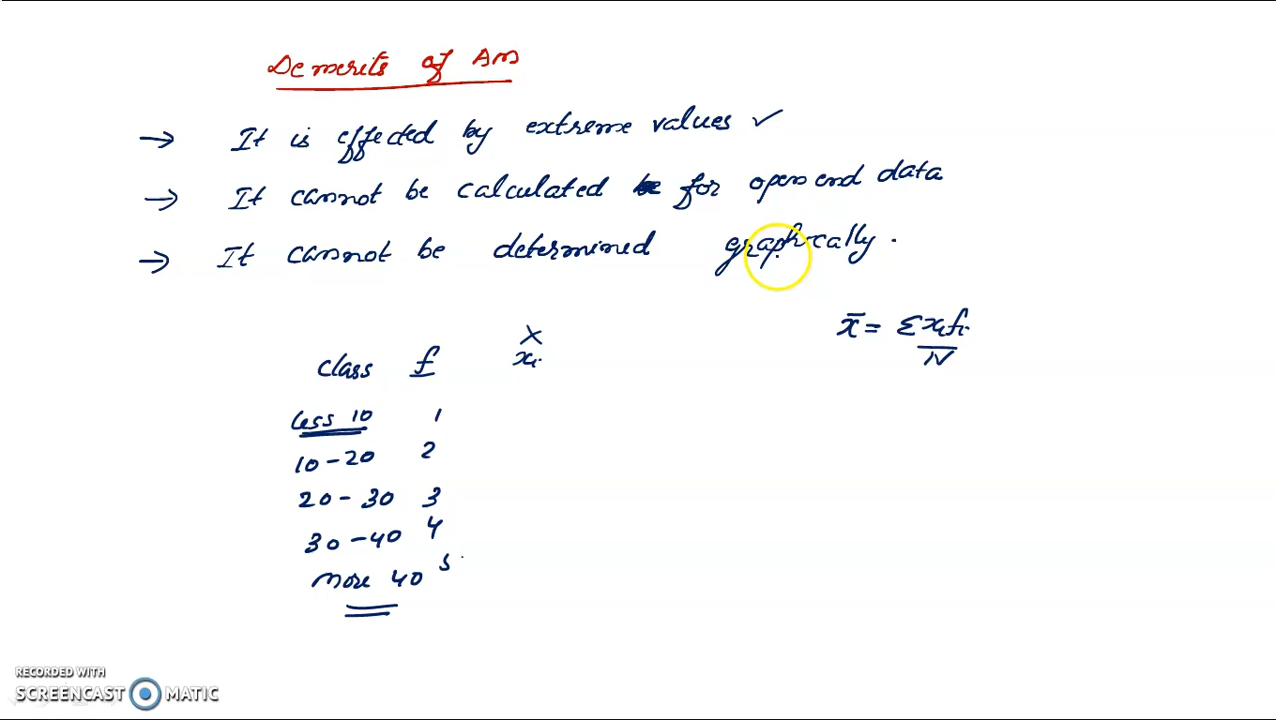 Demerits of Am
→ It is effected by extreme values ✓
→ It cannot be calculated for open end data
→ It cannot be determined graphically .
x̄ = Σxifi / N
X
class f xi
Less 10 1
10-20 2
20-30 3
30-40 4
more 40 5
RECORDED WITH
SCREENCAST MATIC